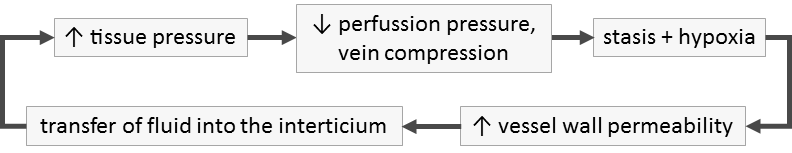 ↑ tissue pressure
↓ perfussion pressure,
vein compression
stasis + hypoxia
↑ vessel wall permeability
transfer of fluid into the interticium